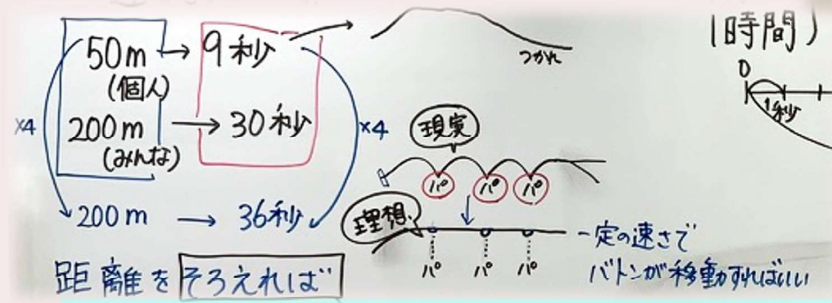 50m → 9秒
(個人)
200m → 30秒
(みんな)
×4
×4
200m → 36秒
距離をそろえれば
つかれ
現実
パ パ パ
理想
パ パ パ
一定の速さで
バトンが移動すればいい
1時間)
0
1秒